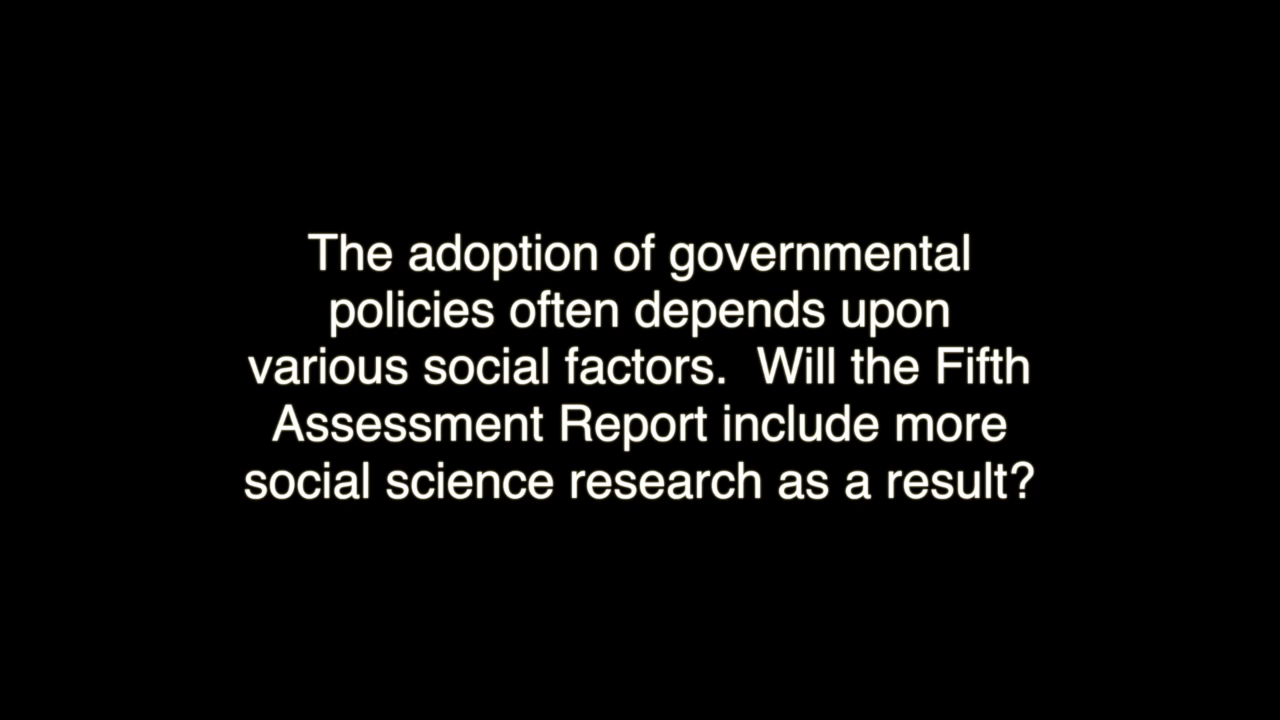 The adoption of governmental
policies often depends upon
various social factors.  Will the Fifth
Assessment Report include more
social science research as a result?